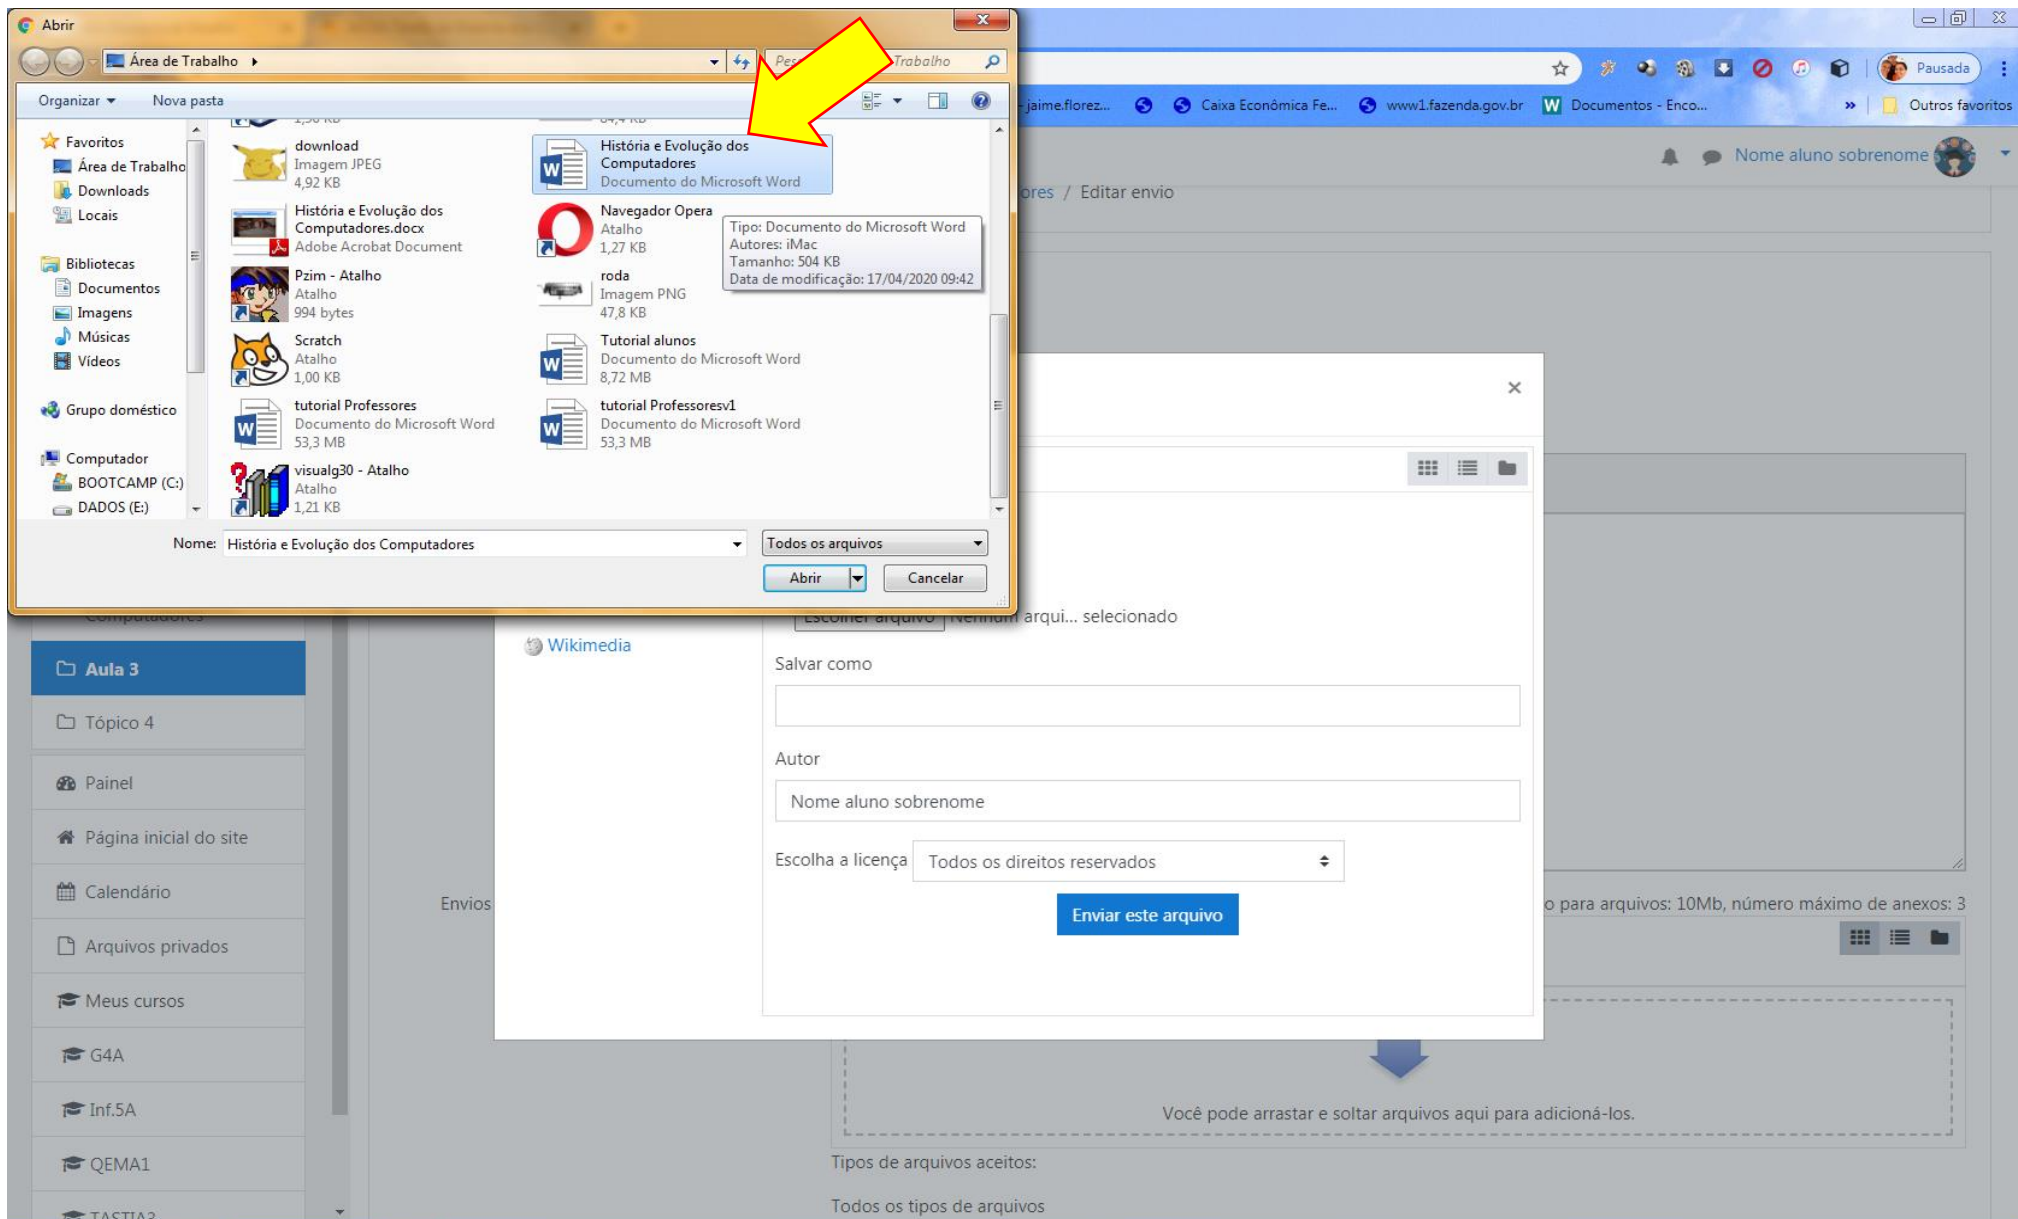 Abrir
Área de Trabalho
Trabalho
Organizar
Nova pasta
Favoritos
Área de Trabalho
Downloads
Locais
Bibliotecas
Documentos
Imagens
Músicas
Vídeos
Grupo doméstico
Computador
BOOTCAMP (C:)
DADOS (E:)
download
Imagem JPEG
4,92 KB
História e Evolução dos
Computadores
Documento do Microsoft Word
História e Evolução dos
Computadores.docx
Adobe Acrobat Document
Navegador Opera
Atalho
1,27 KB
Tipo: Documento do Microsoft Word
Autores: iMac
Tamanho: 504 KB
Data de modificação: 17/04/2020 09:42
Pzim - Atalho
Atalho
994 bytes
roda
Imagem PNG
47,8 KB
Scratch
Atalho
1,00 KB
Tutorial alunos
Documento do Microsoft Word
8,72 MB
tutorial Professores
Documento do Microsoft Word
53,3 MB
tutorial Professoresv1
Documento do Microsoft Word
53,3 MB
visualg30 - Atalho
Atalho
1,21 KB
Nome: História e Evolução dos Computadores
Todos os arquivos
Abrir
Cancelar
Pausada
- jaime.florez...
Caixa Econômica Fe...
www1.fazenda.gov.br
W Documentos - Enco...
»
Outros favoritos
Nome aluno sobrenome
ores / Editar envio
×
Escolher arquivo Nenhum arqui... selecionado
Wikimedia
Salvar como
Autor
Nome aluno sobrenome
Escolha a licença Todos os direitos reservados
Enviar este arquivo
Computadores
Aula 3
Tópico 4
Painel
Página inicial do site
Calendário
Arquivos privados
Meus cursos
G4A
Inf.5A
QEMA1
Envios
o para arquivos: 10Mb, número máximo de anexos: 3
Você pode arrastar e soltar arquivos aqui para adicioná-los.
Tipos de arquivos aceitos:
Todos os tipos de arquivos